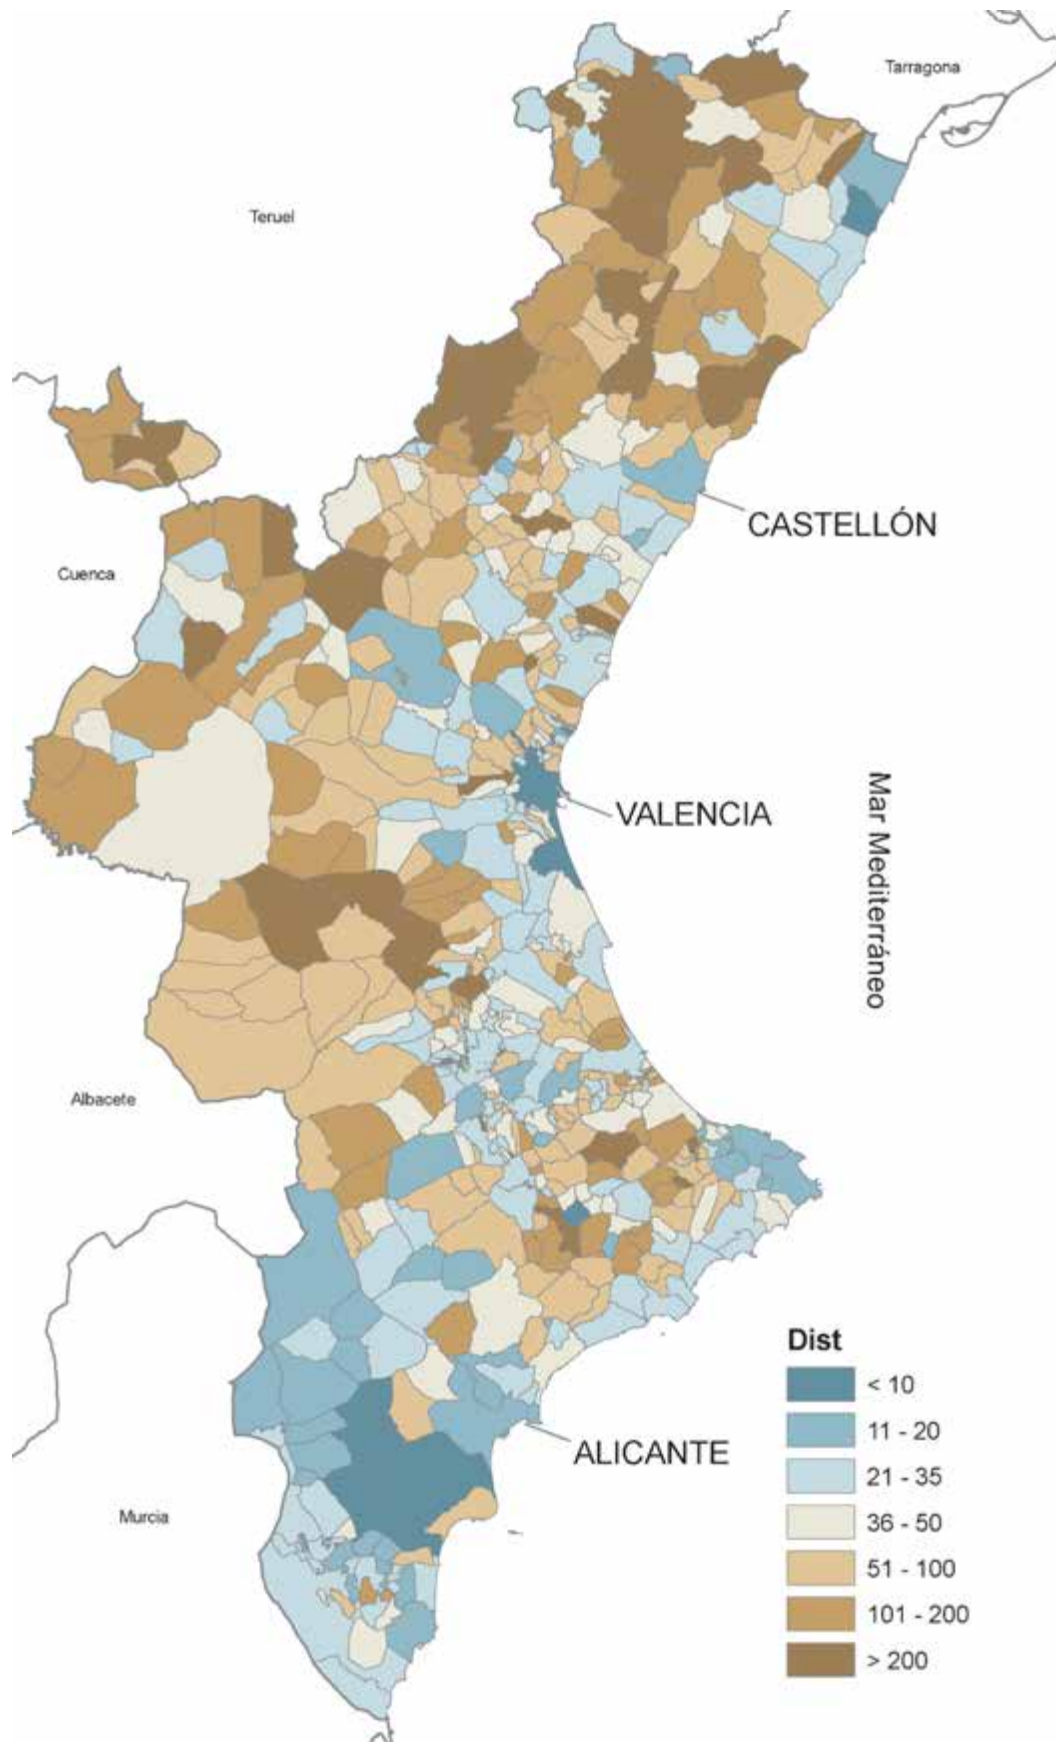 Tarragona
Teruel
CASTELLÓN
Cuenca
VALENCIA
Mar Mediterráneo
Albacete
Dist
< 10
11 - 20
ALICANTE
21 - 35
Murcia
36 - 50
51 - 100
101 - 200
> 200